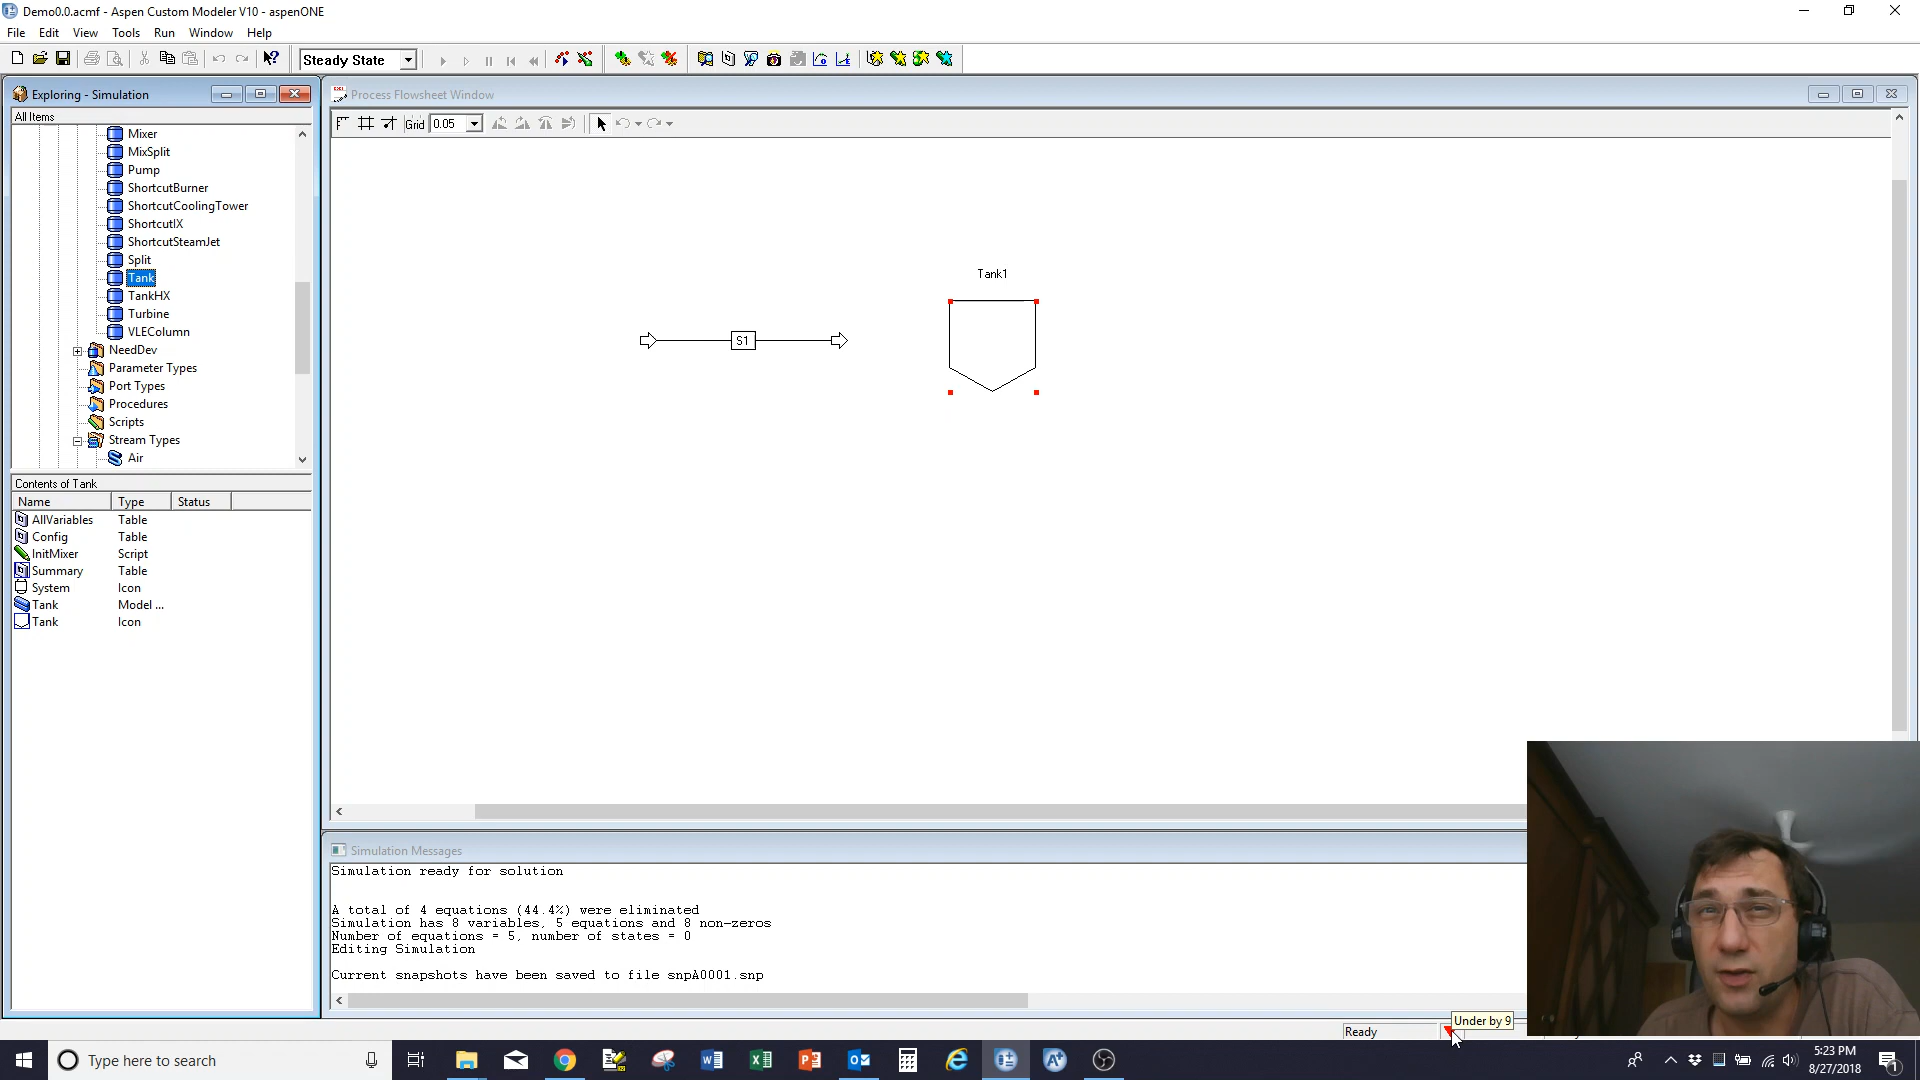 Demo0.0.acmf - Aspen Custom Modeler V10 - aspenONE
File Edit View Tools Run Window Help
Steady State
Exploring - Simulation
All Items
Mixer
MixSplit
Pump
ShortcutBurner
ShortcutCoolingTower
ShortcutIX
ShortcutSteamJet
Split
Tank
TankHX
Turbine
VLEColumn
NeedDev
Parameter Types
Port Types
Procedures
Scripts
Stream Types
Air
Contents of Tank
Name Type Status
AllVariables Table
Config Table
InitMixer Script
Summary Table
System Icon
Tank Model ...
Tank Icon
Process Flowsheet Window
Grid 0.05
Tank1
S1
Simulation Messages
Simulation ready for solution
A total of 4 equations (44.4%) were eliminated
Simulation has 8 variables, 5 equations and 8 non-zeros
Number of equations = 5, number of states = 0
Editing Simulation
Current snapshots have been saved to file snpA0001.snp
Under by 9
Ready
Type here to search
5:23 PM
8/27/2018
1